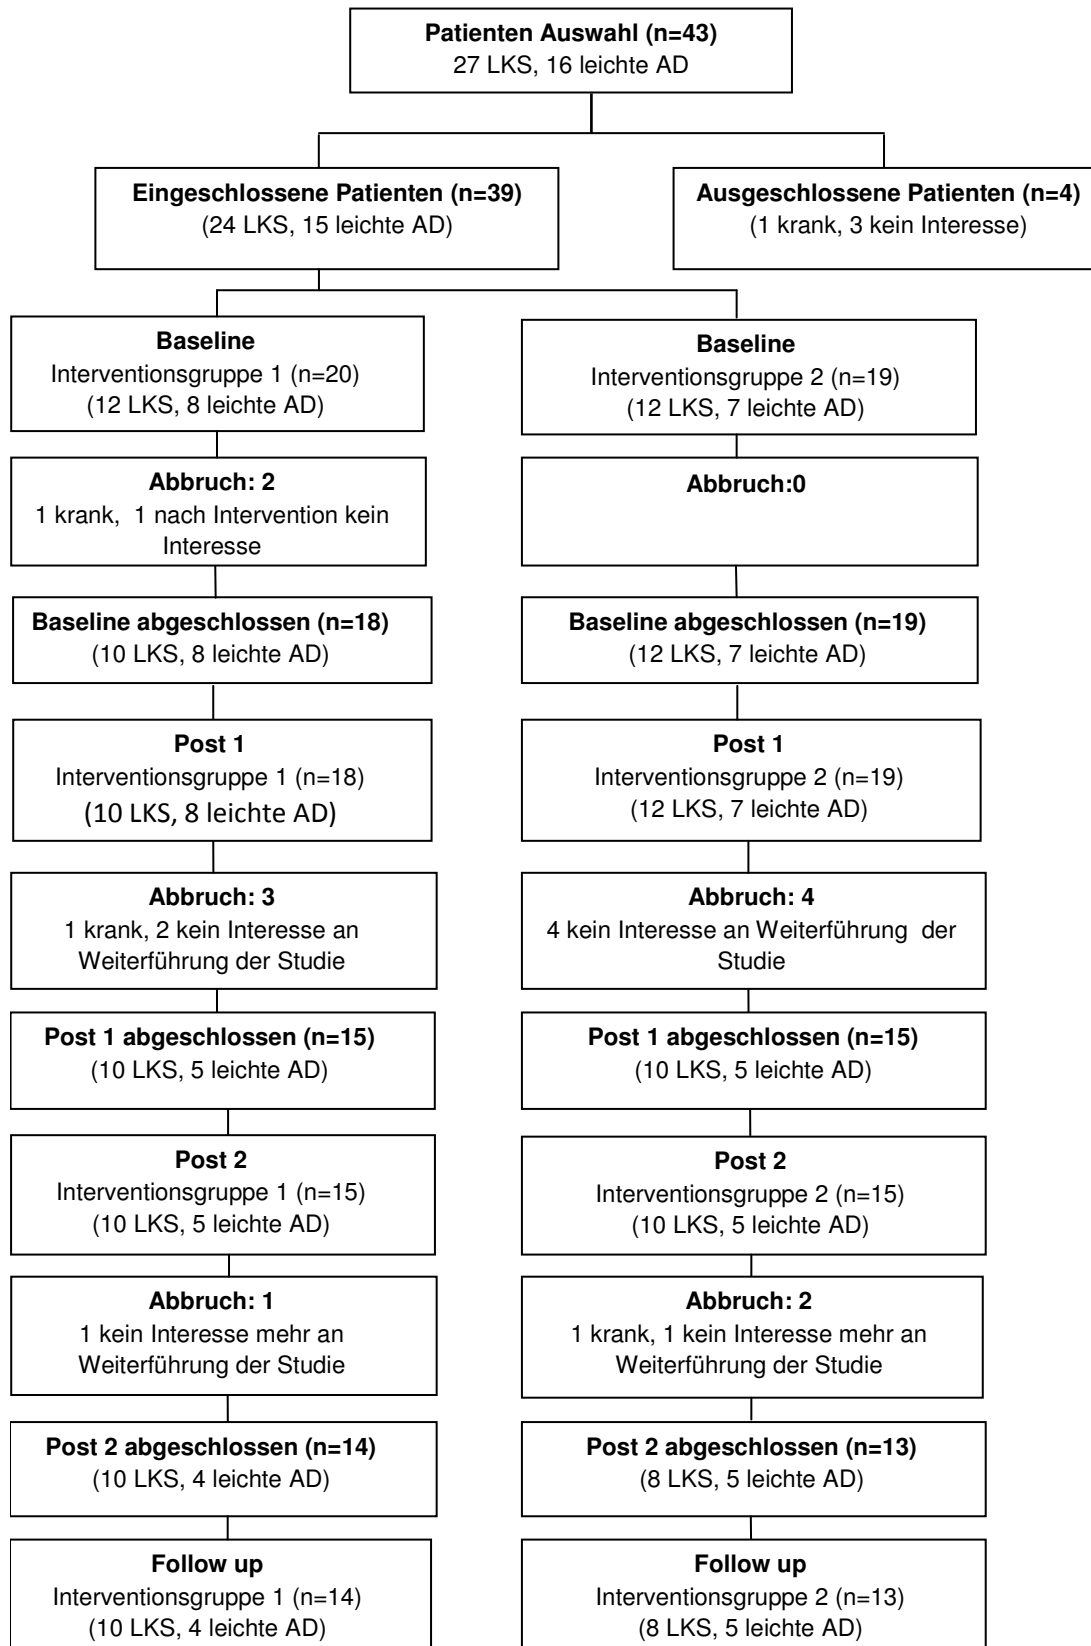 Patienten Auswahl (n=43)
27 LKS, 16 leichte AD
Eingeschlossene Patienten (n=39)
(24 LKS, 15 leichte AD)
Ausgeschlossene Patienten (n=4)
(1 krank, 3 kein Interesse)
Baseline
Interventionsgruppe 1 (n=20)
(12 LKS, 8 leichte AD)
Baseline
Interventionsgruppe 2 (n=19)
(12 LKS, 7 leichte AD)
Abbruch: 2
1 krank,  1 nach Intervention kein
Interesse
Abbruch:0
Baseline abgeschlossen (n=18)
(10 LKS, 8 leichte AD)
Baseline abgeschlossen (n=19)
(12 LKS, 7 leichte AD)
Post 1
Interventionsgruppe 1 (n=18)
(10 LKS, 8 leichte AD)
Post 1
Interventionsgruppe 2 (n=19)
(12 LKS, 7 leichte AD)
Abbruch: 3
1 krank, 2 kein Interesse an
Weiterführung der Studie
Abbruch: 4
4 kein Interesse an Weiterführung  der
Studie
Post 1 abgeschlossen (n=15)
(10 LKS, 5 leichte AD)
Post 1 abgeschlossen (n=15)
(10 LKS, 5 leichte AD)
Post 2
Interventionsgruppe 1 (n=15)
(10 LKS, 5 leichte AD)
Post 2
Interventionsgruppe 2 (n=15)
(10 LKS, 5 leichte AD)
Abbruch: 1
1 kein Interesse mehr an
Weiterführung der Studie
Abbruch: 2
1 krank, 1 kein Interesse mehr an
Weiterführung der Studie
Post 2 abgeschlossen (n=14)
(10 LKS, 4 leichte AD)
Post 2 abgeschlossen (n=13)
(8 LKS, 5 leichte AD)
Follow up
Interventionsgruppe 1 (n=14)
(10 LKS, 4 leichte AD)
Follow up
Interventionsgruppe 2 (n=13)
(8 LKS, 5 leichte AD)